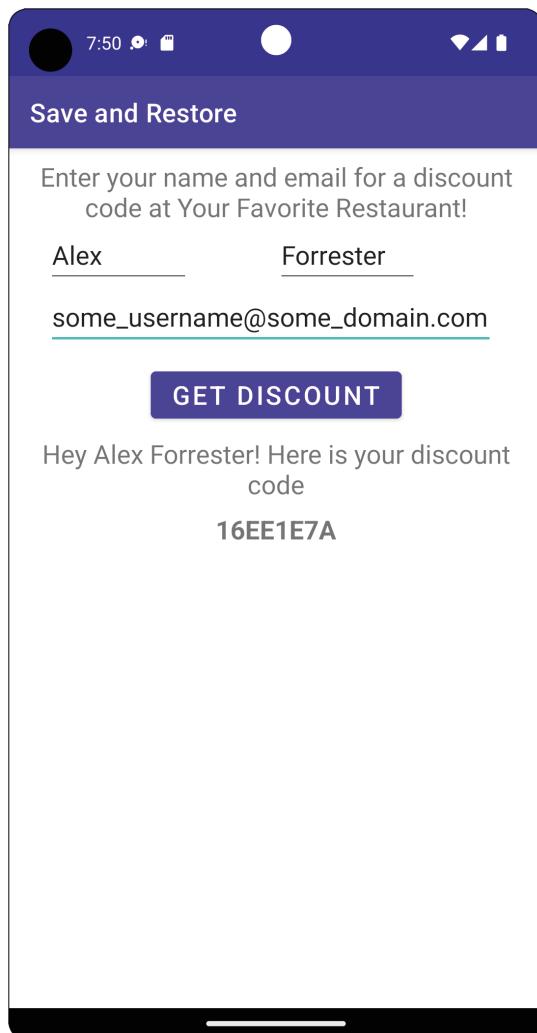 7:50
Save and Restore
Enter your name and email for a discount
code at Your Favorite Restaurant!
Alex Forrester
some_username@some_domain.com
GET DISCOUNT
Hey Alex Forrester! Here is your discount
code
16EE1E7A